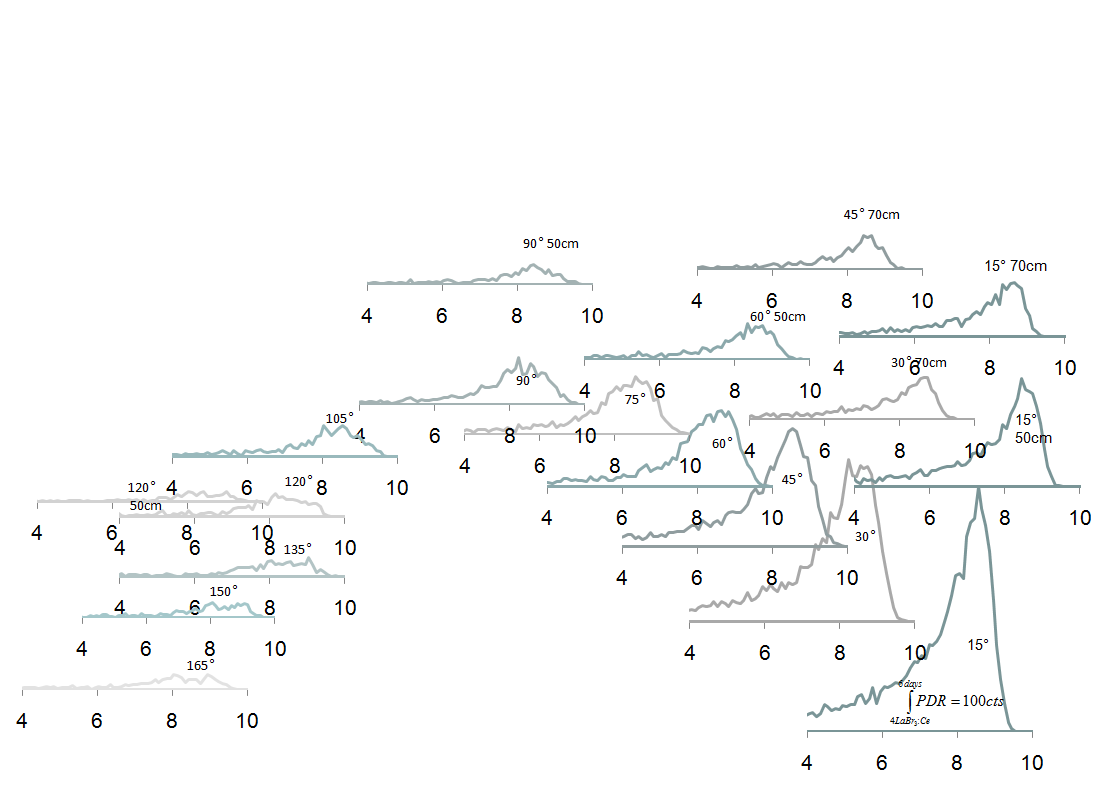 45° 70cm
90° 50cm
15° 70cm
4 6 8 10
4 6 8 10
60° 50cm
4 6 8 10
30° 70cm
90°
4 6 8 10
75°
105°
4 6 8 10
15°
50cm
60°
4 6 8 10
4 6 8 10
45°
120°
120°
50cm
4 6 8 10
4 6 8 10
4 6 8 10
30°
135°
4 6 8 10
4 6 8 10
150°
4 6 8 10
4 6 8 10
15°
4 6 8 10
165°
6 days
∫ PDR = 100cts
4LaBr3:Ce
4 6 8 10
4 6 8 10